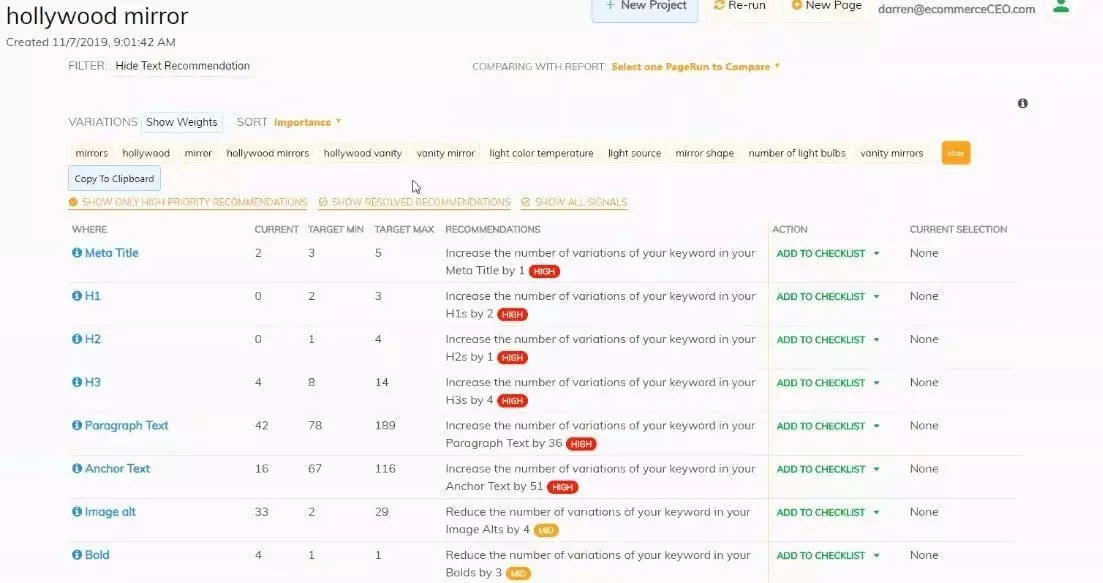 hollywood mirror
+ New Project Re-run New Page darren@ecommerceCEO.com
Created 11/7/2019, 9:01:42 AM
FILTER: Hide Text Recommendation COMPARING WITH REPORT: Select one PageRun to Compare
VARIATIONS Show Weights SORT Importance
mirrors hollywood mirror hollywood mirrors hollywood vanity vanity mirror light color temperature light source mirror shape number of light bulbs vanity mirrors Hide
Copy To Clipboard
SHOW ONLY HIGH PRIORITY RECOMMENDATIONS SHOW RESOLVED RECOMMENDATIONS SHOW ALL SIGNALS
WHERE CURRENT TARGET MIN TARGET MAX RECOMMENDATIONS ACTION CURRENT SELECTION
Meta Title 2 3 5 Increase the number of variations of your keyword in your ADD TO CHECKLIST None
Meta Title by 1 HIGH
H1 0 2 3 Increase the number of variations of your keyword in your ADD TO CHECKLIST None
H1s by 2 HIGH
H2 0 1 4 Increase the number of variations of your keyword in your ADD TO CHECKLIST None
H2s by 1 HIGH
H3 4 8 14 Increase the number of variations of your keyword in your ADD TO CHECKLIST None
H3s by 4 HIGH
Paragraph Text 42 78 189 Increase the number of variations of your keyword in your ADD TO CHECKLIST None
Paragraph Text by 36 HIGH
Anchor Text 16 67 116 Increase the number of variations of your keyword in your ADD TO CHECKLIST None
Anchor Text by 51 HIGH
Image alt 33 2 29 Reduce the number of variations of your keyword in your ADD TO CHECKLIST None
Image Alts by 4 MID
Bold 4 1 1 Reduce the number of variations of your keyword in your ADD TO CHECKLIST None
Bolds by 3 MID